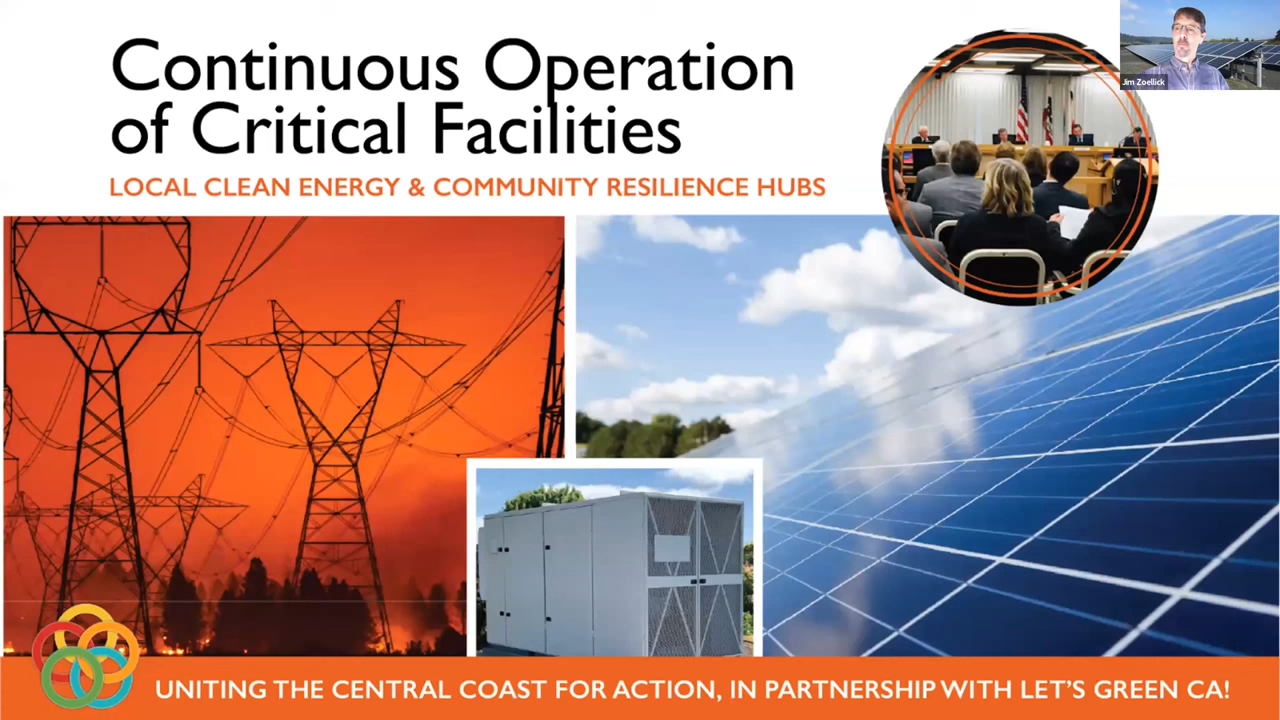 Continuous Operation
of Critical Facilities
LOCAL CLEAN ENERGY & COMMUNITY RESILIENCE HUBS
Jim Zoellick
UNITING THE CENTRAL COAST FOR ACTION, IN PARTNERSHIP WITH LET'S GREEN CA!